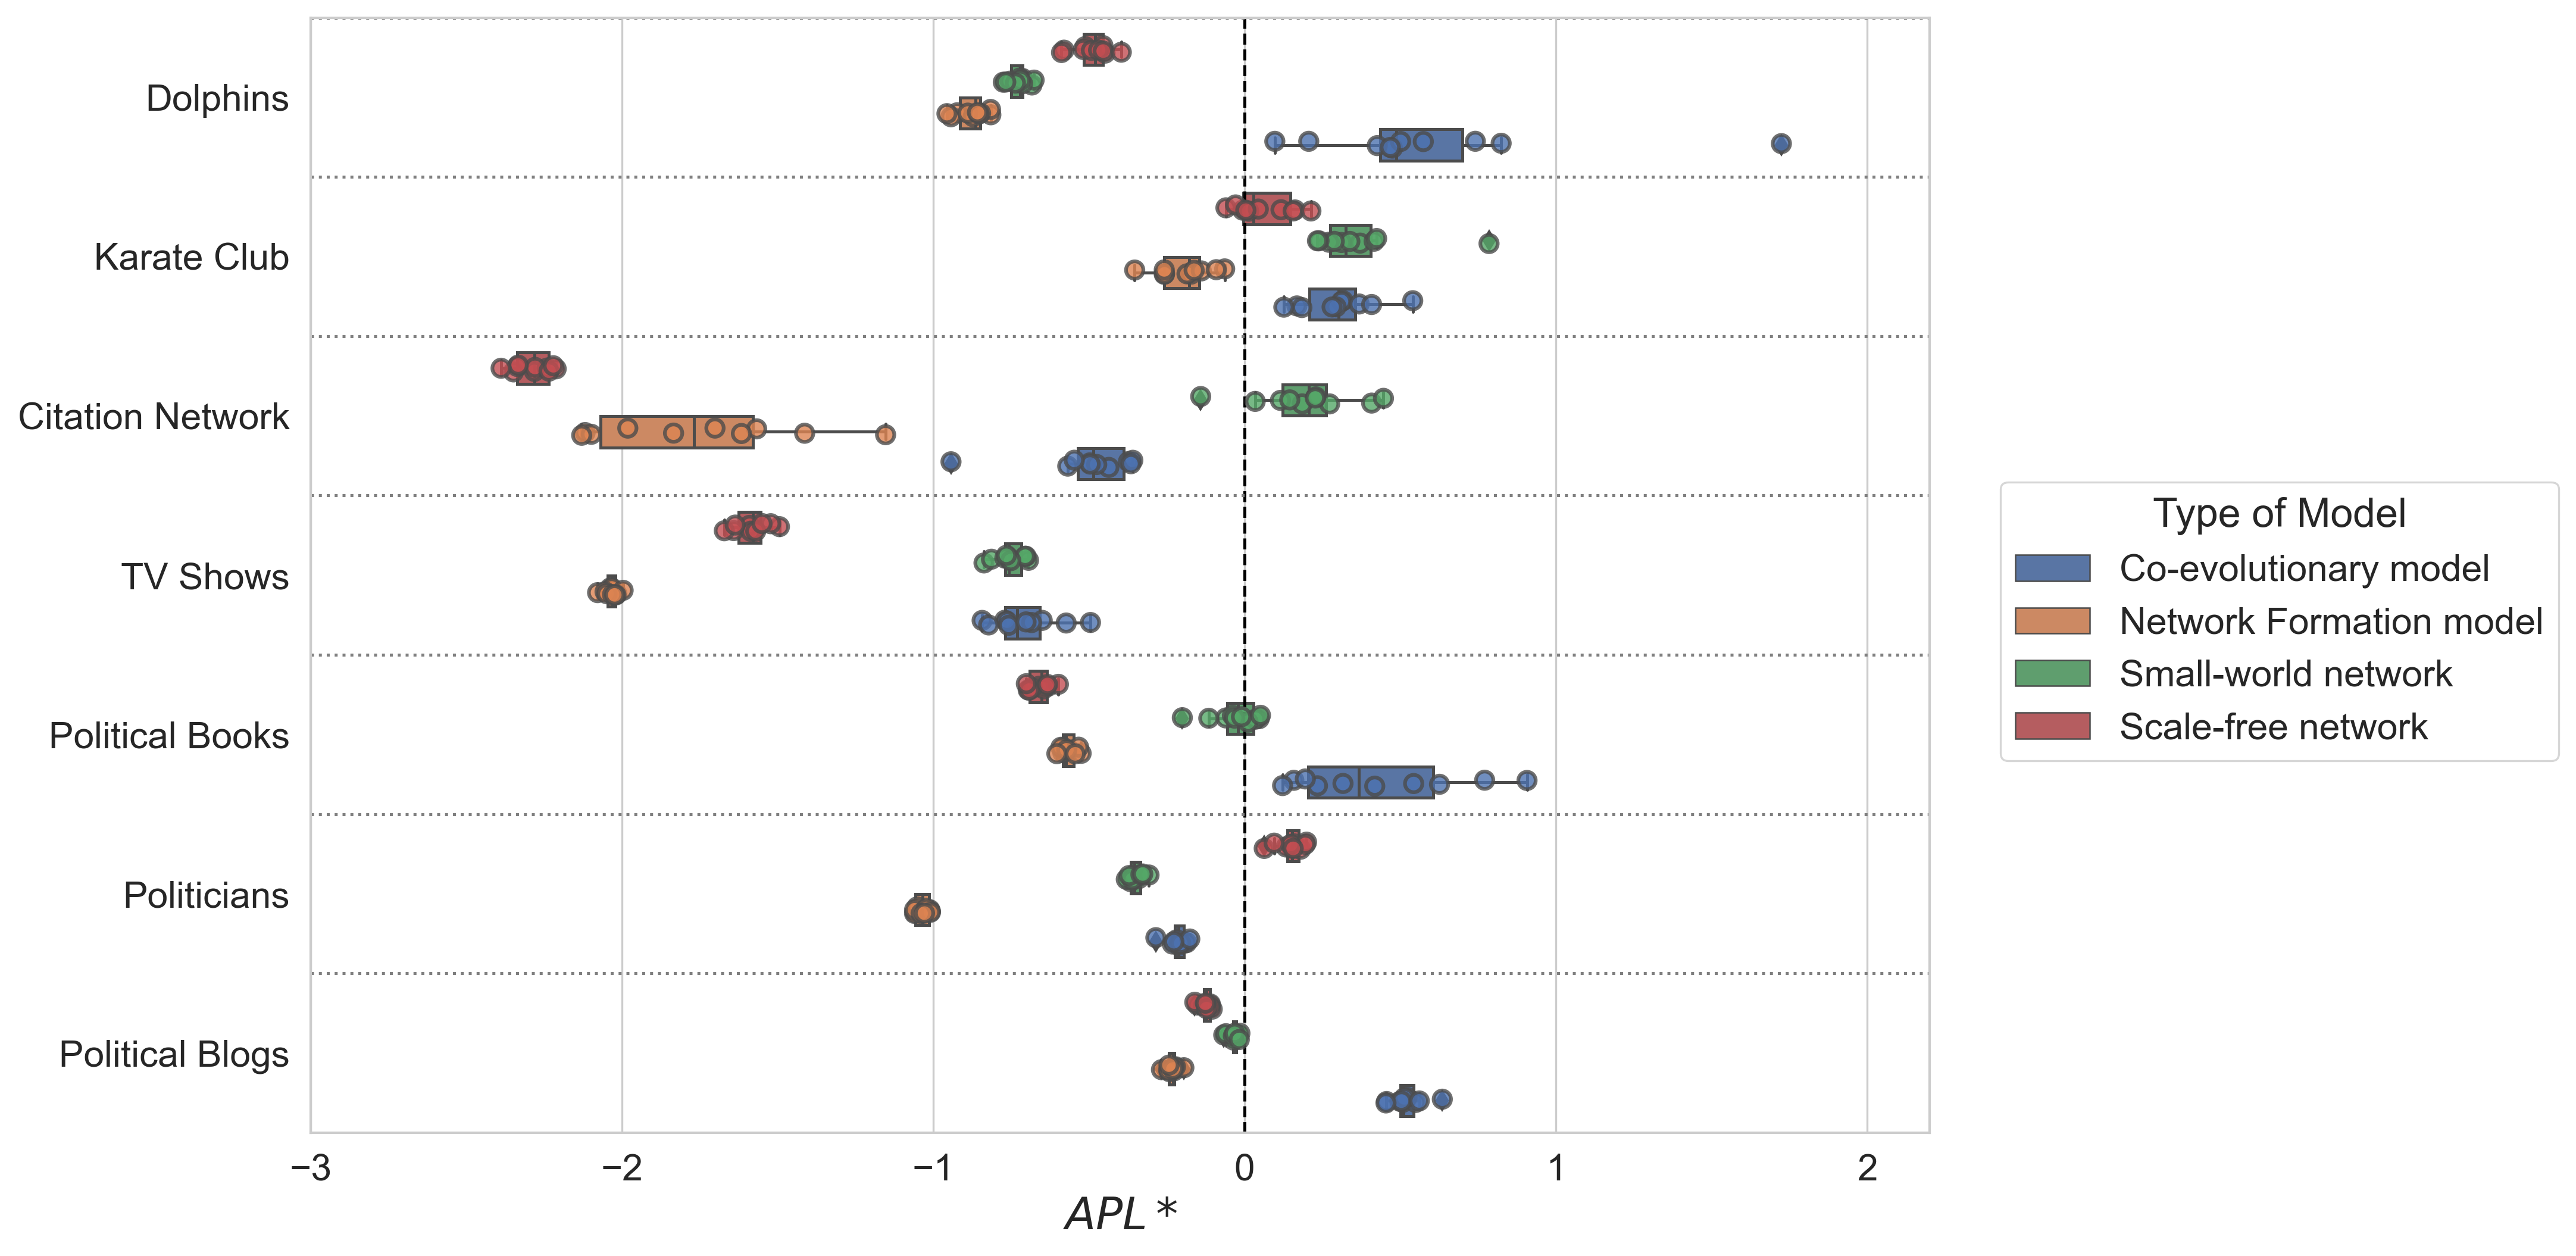 Dolphins
Karate Club
Citation Network
TV Shows
Political Books
Politicians
Political Blogs
−3 −2 −1 0 1 2
APL*
Type of Model
Co-evolutionary model
Network Formation model
Small-world network
Scale-free network